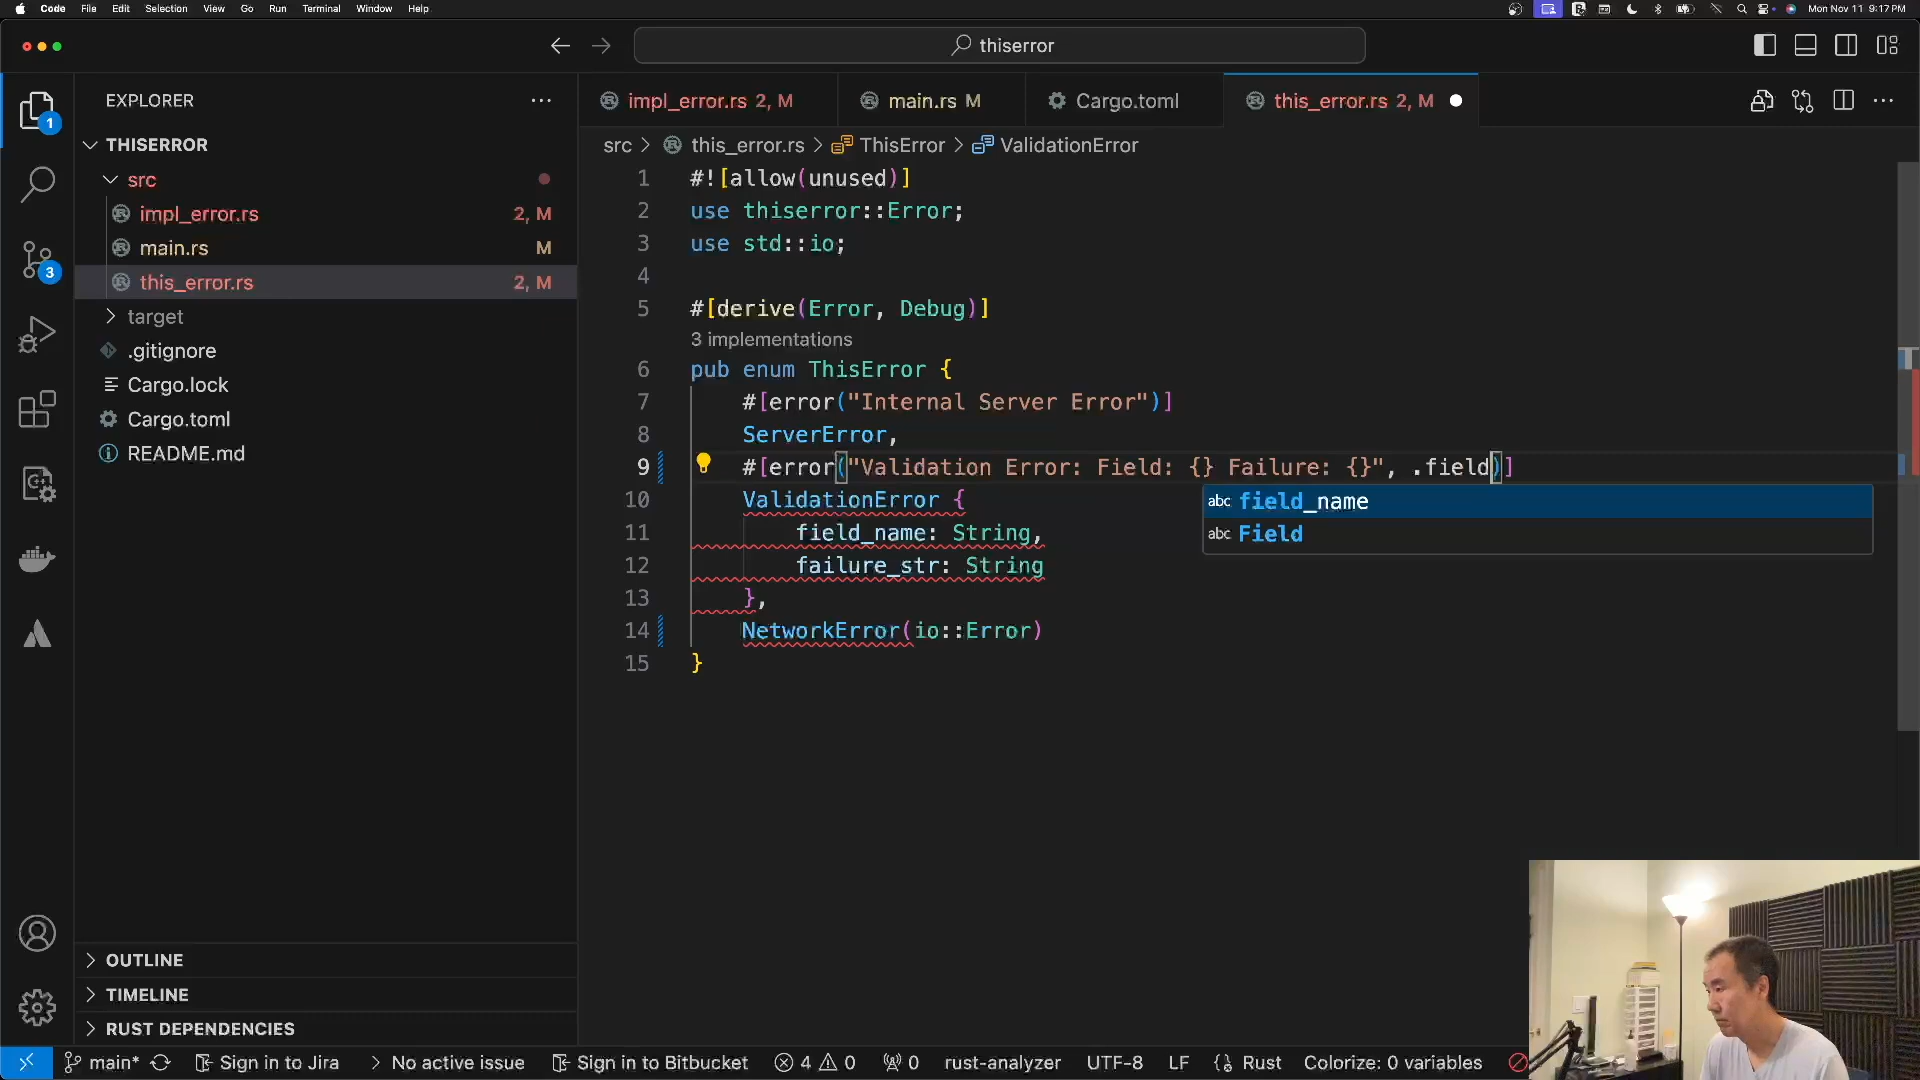 Code File Edit Selection View Go Run Terminal Window Help Mon Nov 11 9:17 PM
thiserror
EXPLORER
THISERROR
src
impl_error.rs 2, M
main.rs M
this_error.rs 2, M
target
.gitignore
Cargo.lock
Cargo.toml
README.md
OUTLINE
TIMELINE
RUST DEPENDENCIES
1
3
impl_error.rs 2, M main.rs M Cargo.toml this_error.rs 2, M
src > this_error.rs > ThisError > ValidationError
1 #![allow(unused)]
2 use thiserror::Error;
3 use std::io;
4
5 #[derive(Error, Debug)]
3 implementations
6 pub enum ThisError {
7 #[error("Internal Server Error")]
8 ServerError,
9 #[error("Validation Error: Field: {} Failure: {}", .field)]
10 ValidationError {
11 field_name: String,
12 failure_str: String
13 },
14 NetworkError(io::Error)
15 }
abc field_name
abc Field
main* Sign in to Jira No active issue Sign in to Bitbucket 4 0 0 rust-analyzer UTF-8 LF Rust Colorize: 0 variables